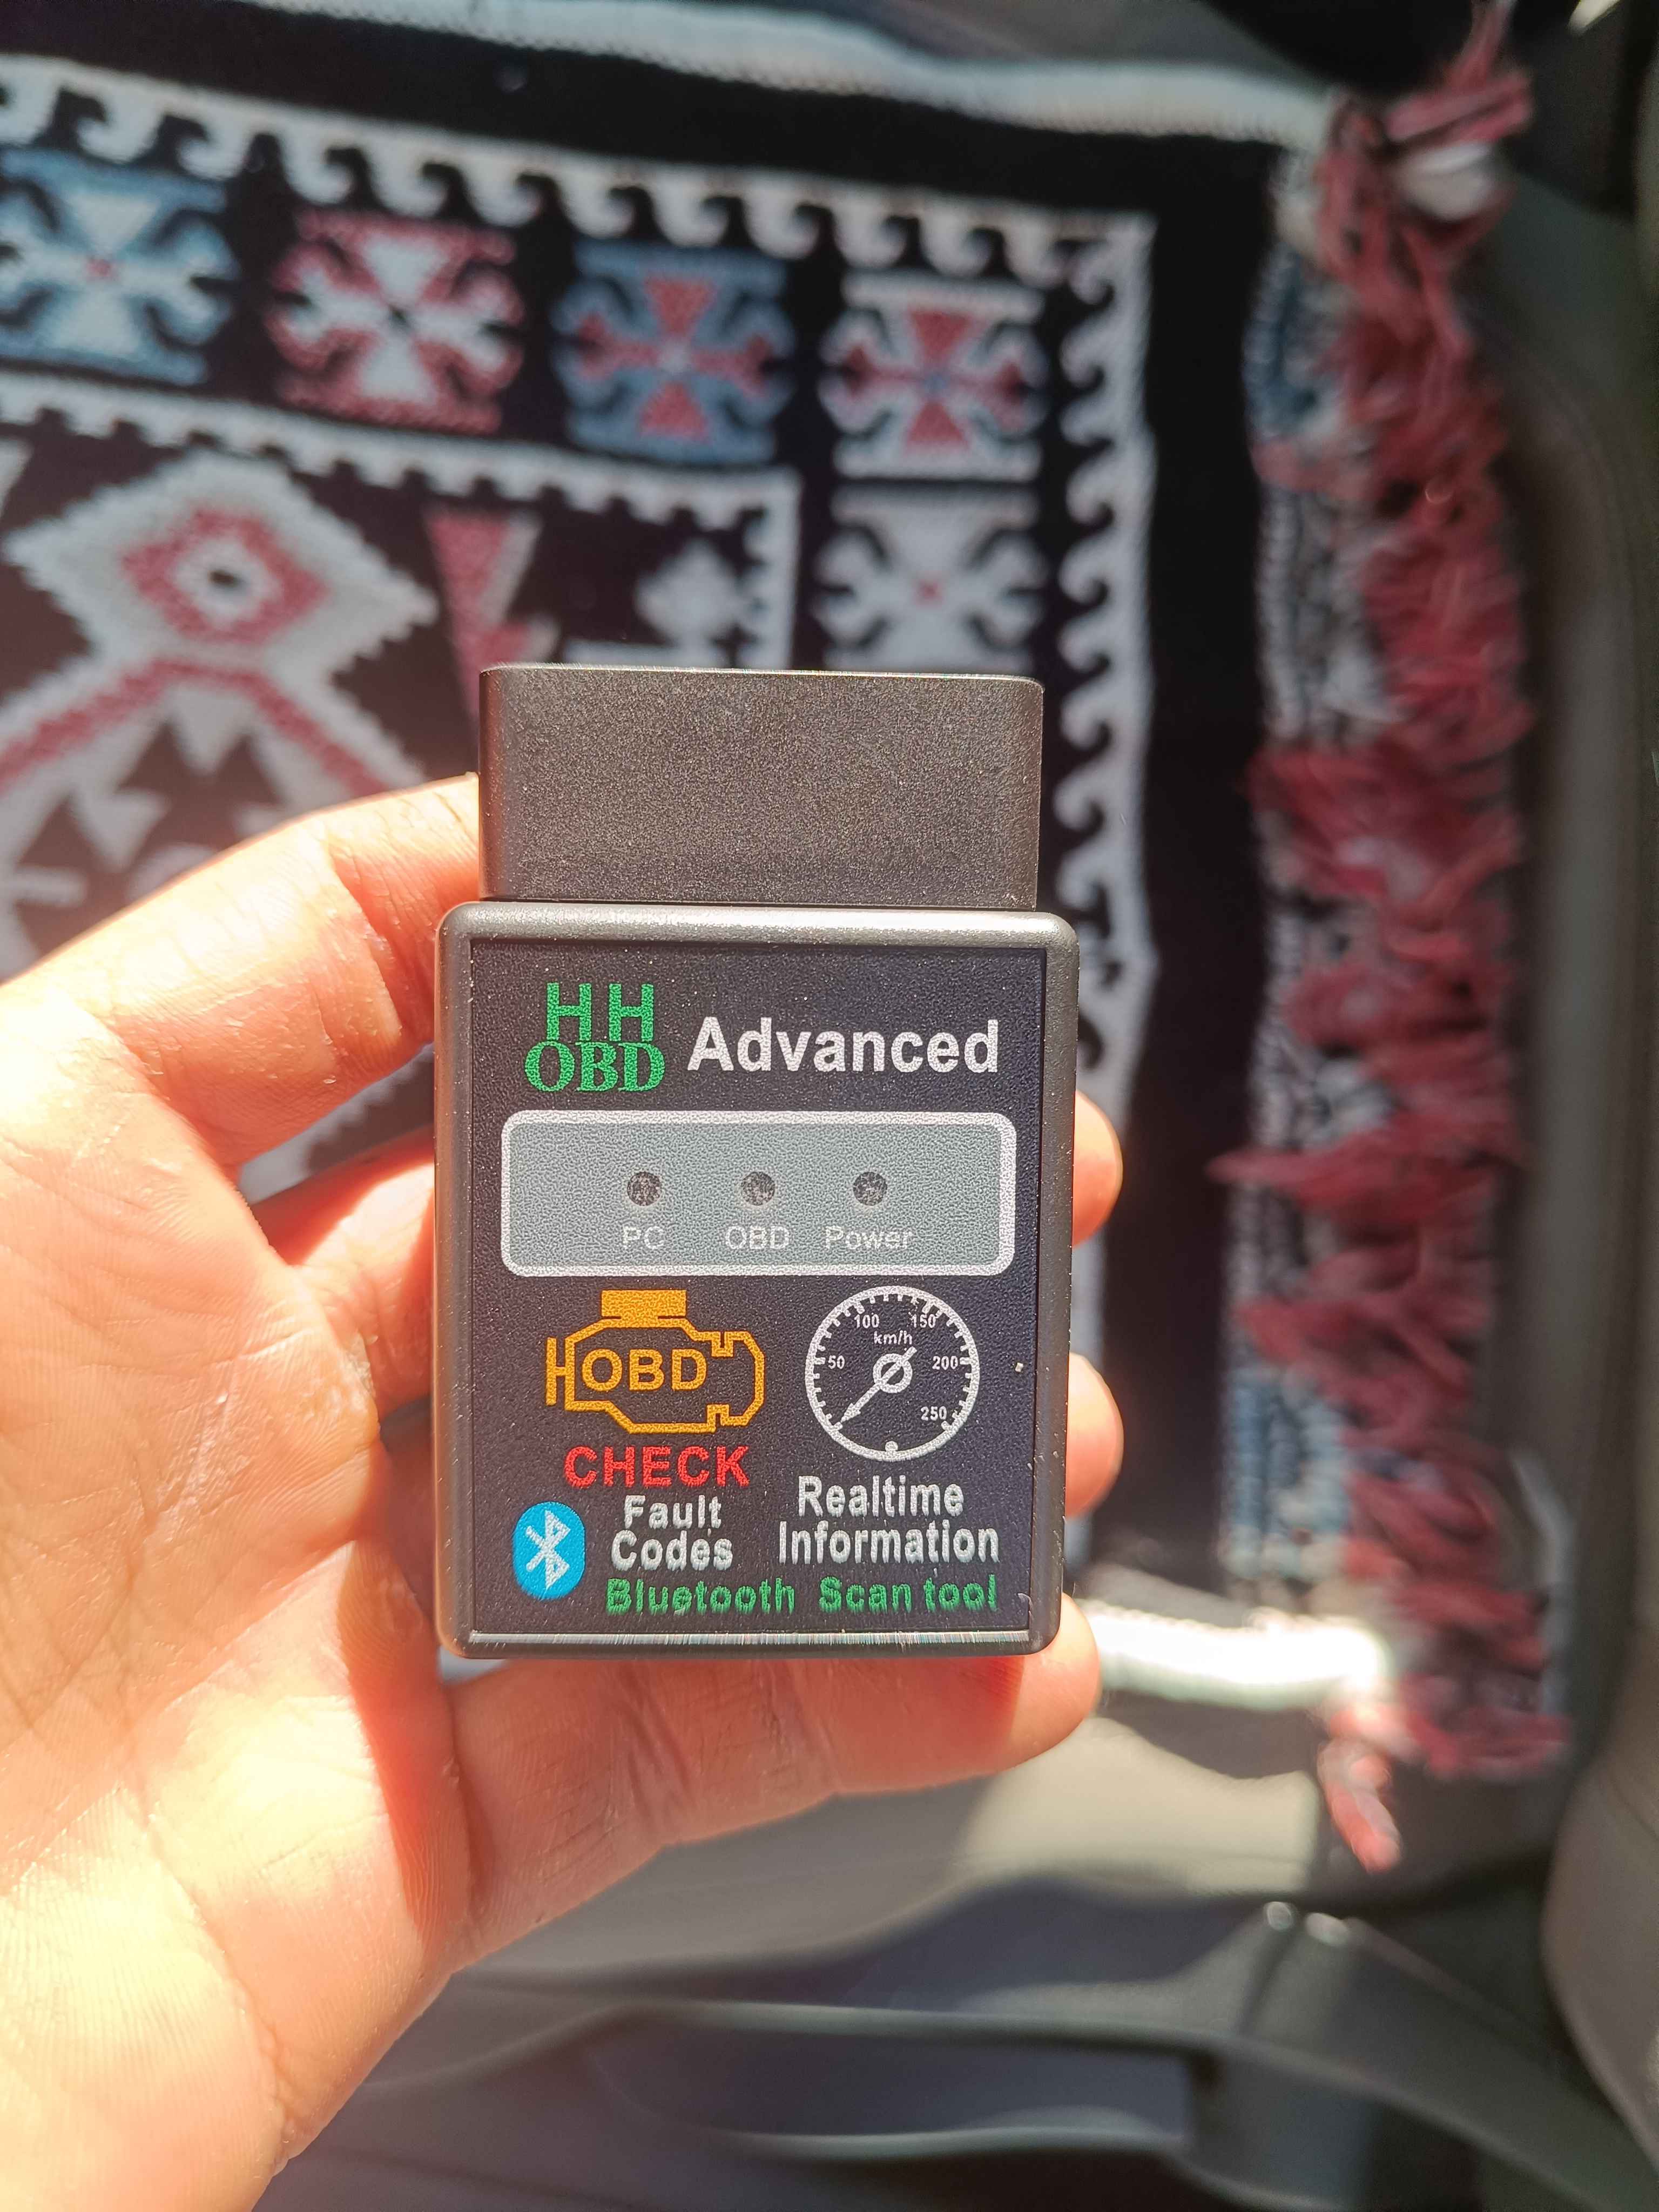 HH
OBD Advanced
PC OBD Power
OBD
50 100 150 200 250
km/h
CHECK
Fault
Codes
Realtime
Information
Bluetooth Scan tool